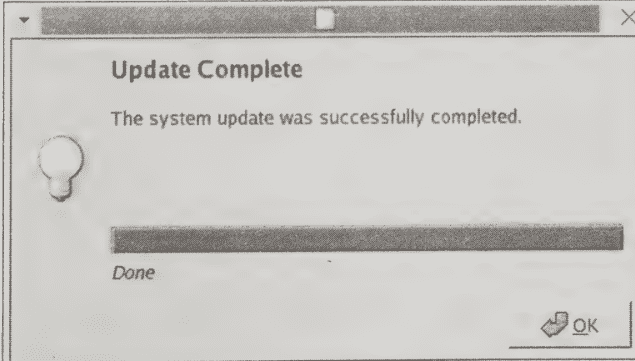 Update Complete
The system update was successfully completed.
Done
OK